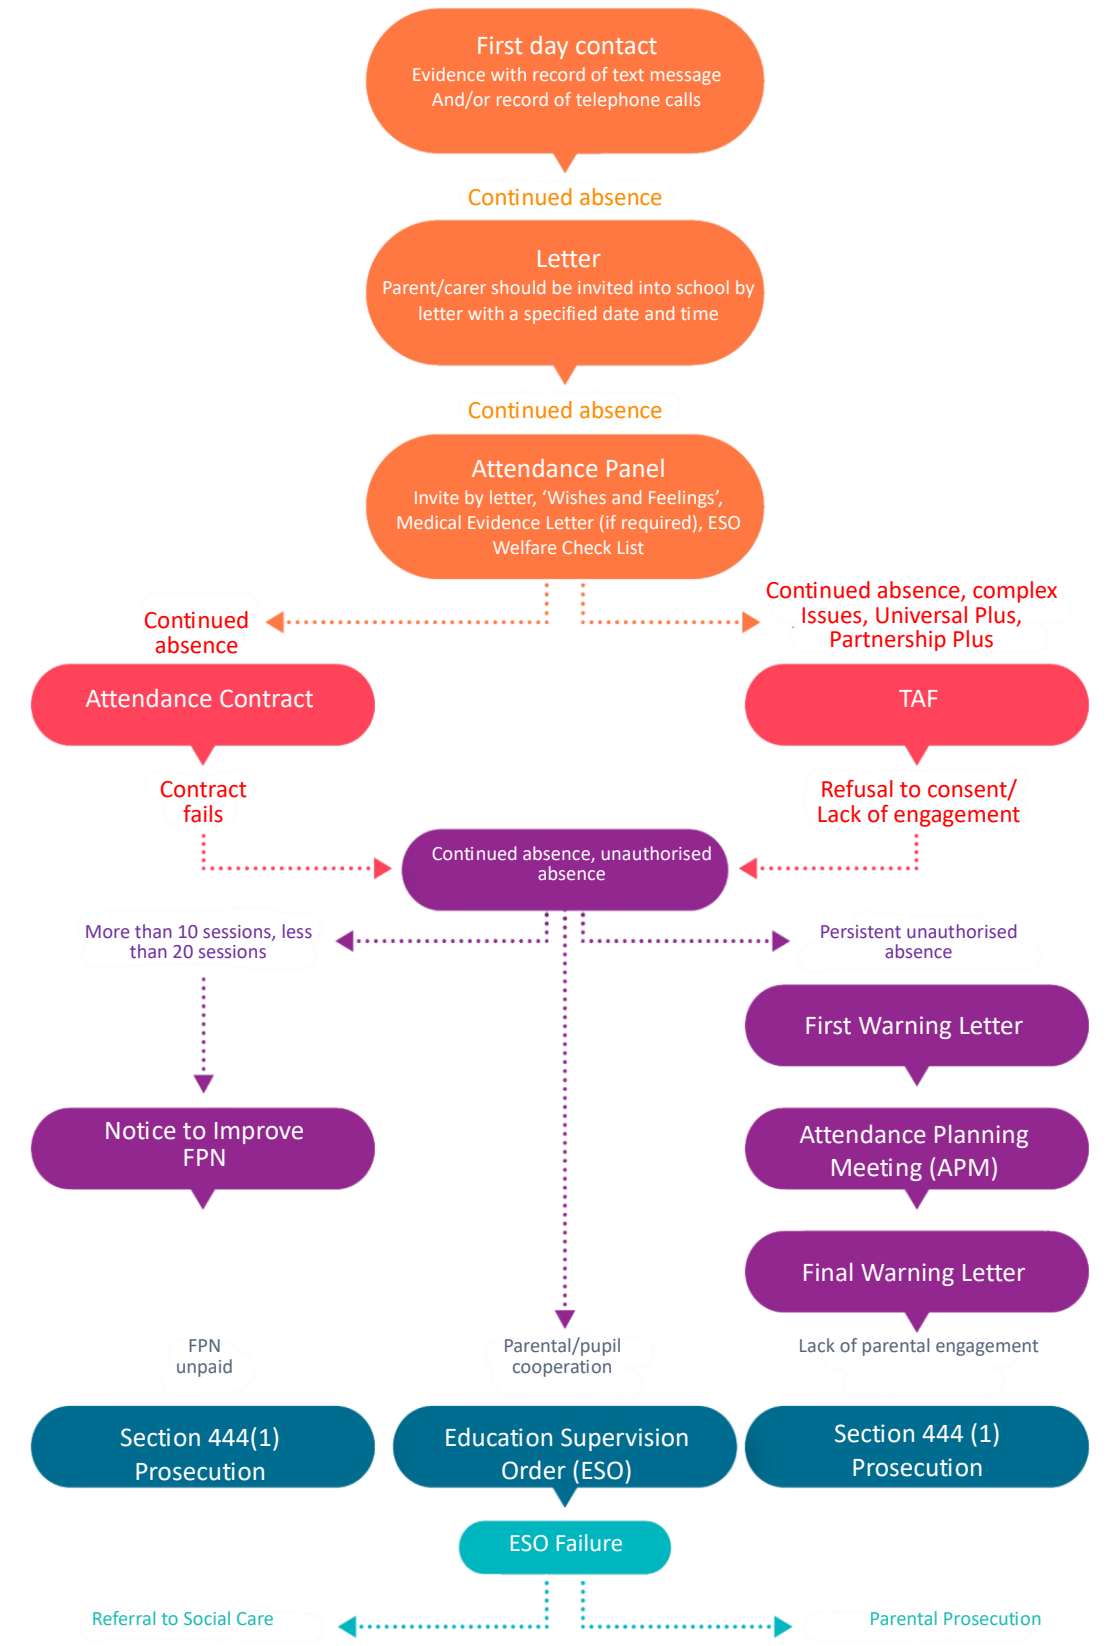 First day contact
Evidence with record of text message
And/or record of telephone calls
Continued absence
Letter
Parent/carer should be invited into school by
letter with a specified date and time
Continued absence
Attendance Panel
Invite by letter, ‘Wishes and Feelings’,
Medical Evidence Letter (if required), ESO
Welfare Check List
Continued
absence
Continued absence, complex
Issues, Universal Plus,
Partnership Plus
Attendance Contract
TAF
Contract
fails
Refusal to consent/
Lack of engagement
Continued absence, unauthorised
absence
More than 10 sessions, less
than 20 sessions
Persistent unauthorised
absence
First Warning Letter
Notice to Improve
FPN
Attendance Planning
Meeting (APM)
Final Warning Letter
FPN
unpaid
Parental/pupil
cooperation
Lack of parental engagement
Section 444(1)
Prosecution
Education Supervision
Order (ESO)
Section 444 (1)
Prosecution
ESO Failure
Referral to Social Care
Parental Prosecution